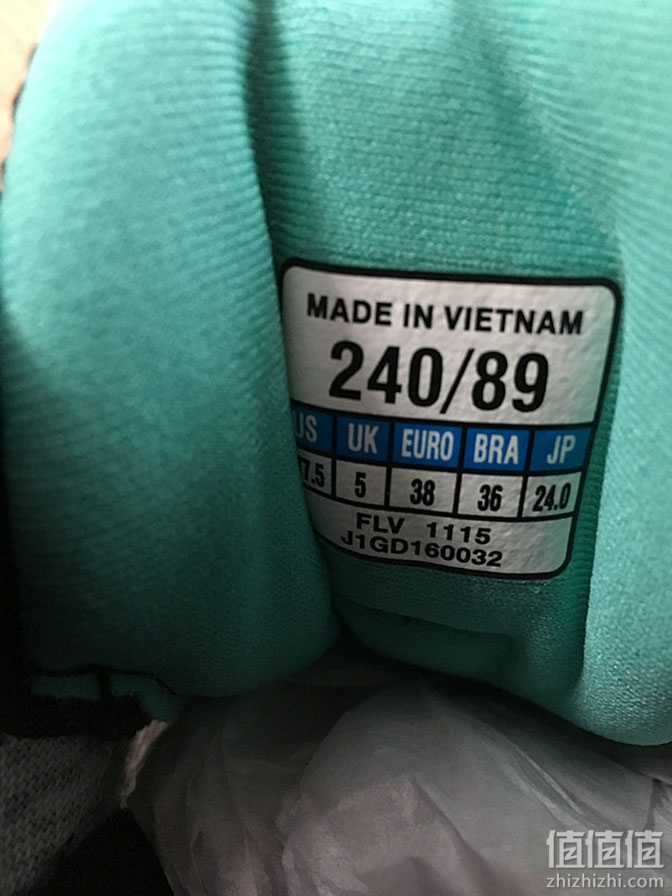 MADE IN VIETNAM
240/89
US UK EURO BRA JP
7.5 5 38 36 24.0
FLV 1115
J1GD160032
值值值
zhizhizhi.com